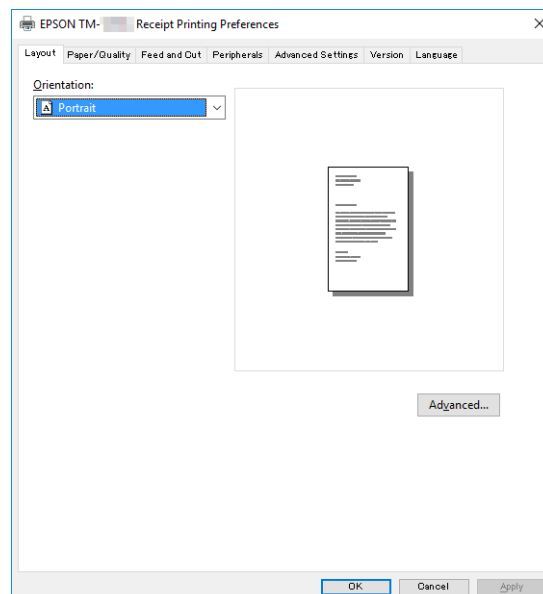 EPSON TM- Receipt Printing Preferences
Layout Paper/Quality Feed and Cut Peripherals Advanced Settings Version Language
Orientation:
A Portrait
Advanced...
OK Cancel Apply